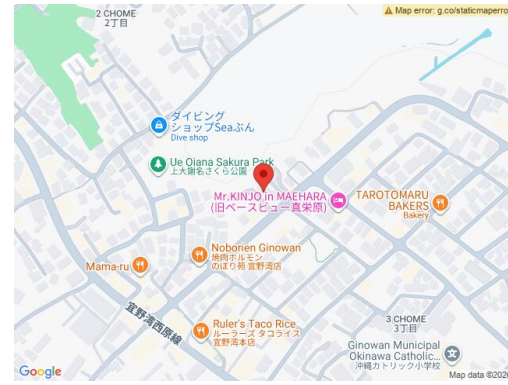 2 CHOME
2丁目
Map error: g.co/staticmaperro
ダイビング
ショップSeaぶん
Dive shop
Ue Ojana Sakura Park
上大謝名さくら公園
Mr.KINJO in MAEHARA
(旧ベースビュー真栄原)
TAROTOMARU
BAKERS
Bakery
Noborien Ginowan
焼肉ホルモン
のぼり苑 宜野湾店
Mama-ru
宜野湾西原線
Ruler's Taco Rice
ルーラーズ タコライス
宜野湾本店
3 CHOME
3丁目
Ginowan Municipal
Okinawa Catholic...
沖縄カトリック小学校
Google
Map data ©2026